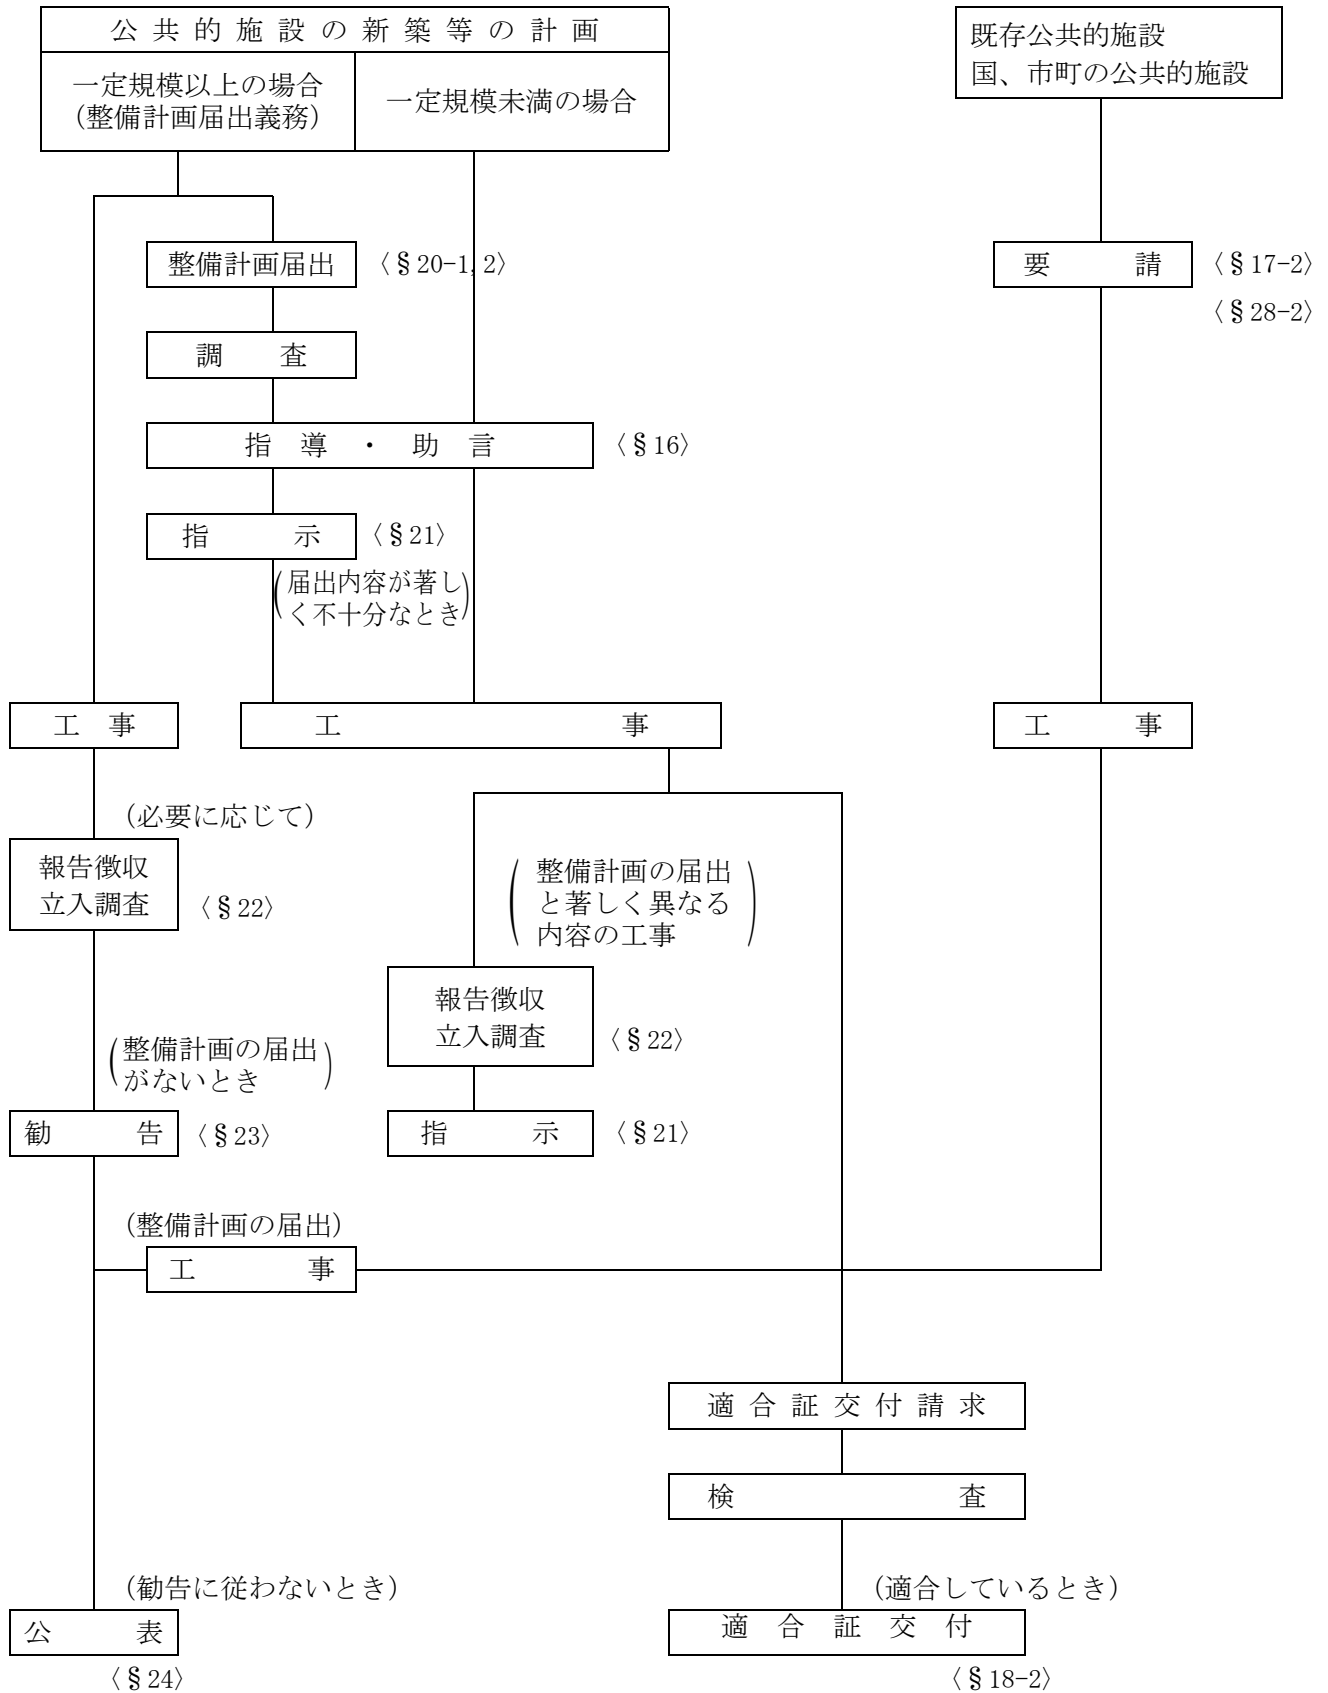 公共的施設の新築等の計画
一定規模以上の場合
(整備計画届出義務)
一定規模未満の場合
既存公共的施設
国、市町の公共的施設
整備計画届出 〈§20-1, 2〉
要請 〈§17-2〉
〈§28-2〉
調査
指導・助言 〈§16〉
指示 〈§21〉
(届出内容が著し
く不十分なとき)
工事
工事
工事
(必要に応じて)
報告徴収
立入調査 〈§22〉
(整備計画の届出
と著しく異なる
内容の工事)
報告徴収
立入調査 〈§22〉
(整備計画の届出
がないとき)
勧告 〈§23〉
指示 〈§21〉
(整備計画の届出)
工事
適合証交付請求
検査
(勧告に従わないとき)
(適合しているとき)
公表
適合証交付
〈§24〉
〈§18-2〉